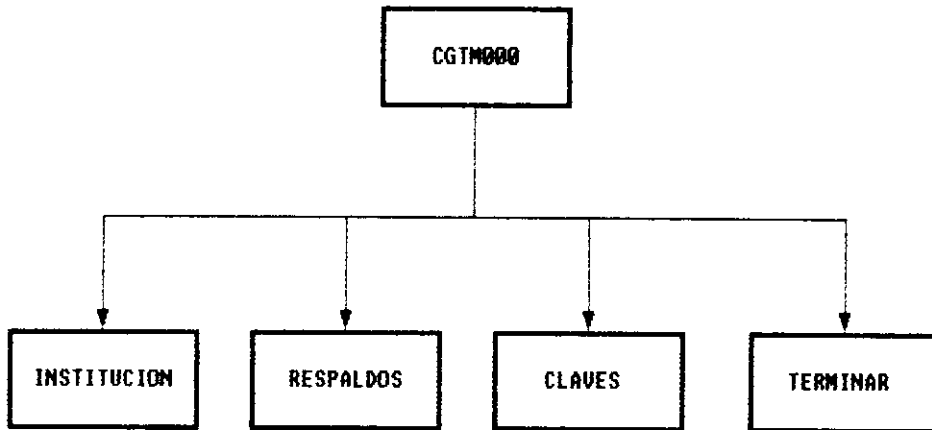 CGTM000
INSTITUCION
RESPALDOS
CLAVES
TERMINAR